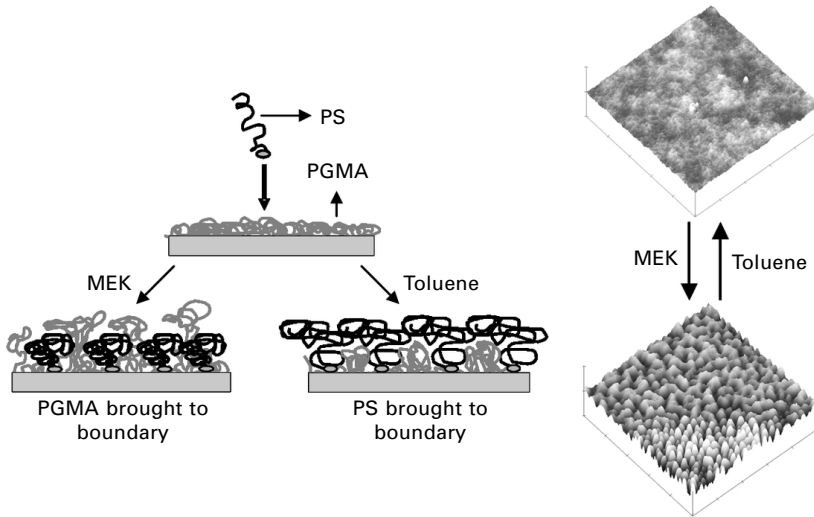 PS
PGMA
MEK
Toluene
PGMA brought to
boundary
PS brought to
boundary
MEK
Toluene